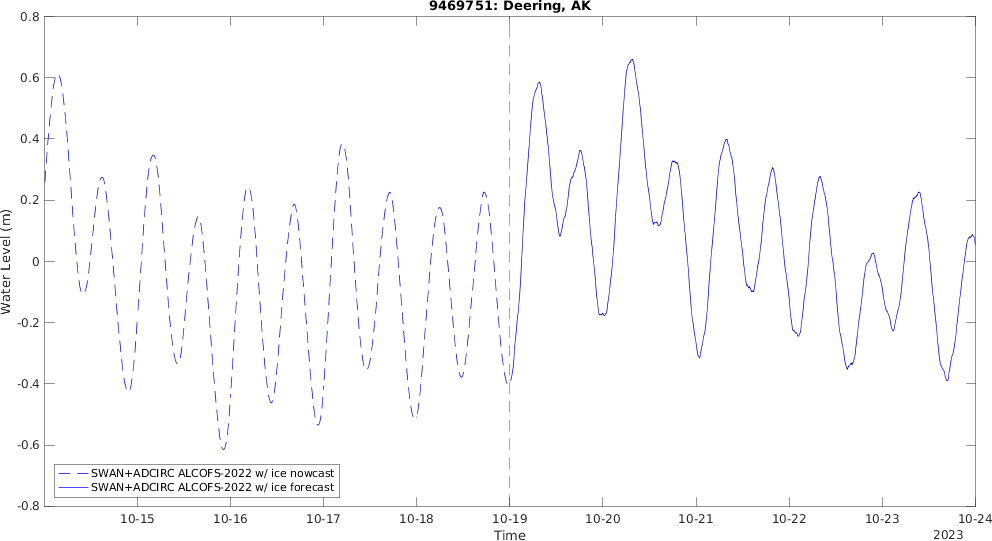 9469751: Deering, AK
0.8
0.6
0.4
0.2
0
-0.2
-0.4
-0.6
-0.8
Water Level (m)
SWAN+ADCIRC ALCOFS-2022 w/ ice nowcast
SWAN+ADCIRC ALCOFS-2022 w/ ice forecast
10-15 10-16 10-17 10-18 10-19 10-20 10-21 10-22 10-23 10-24
Time
2023